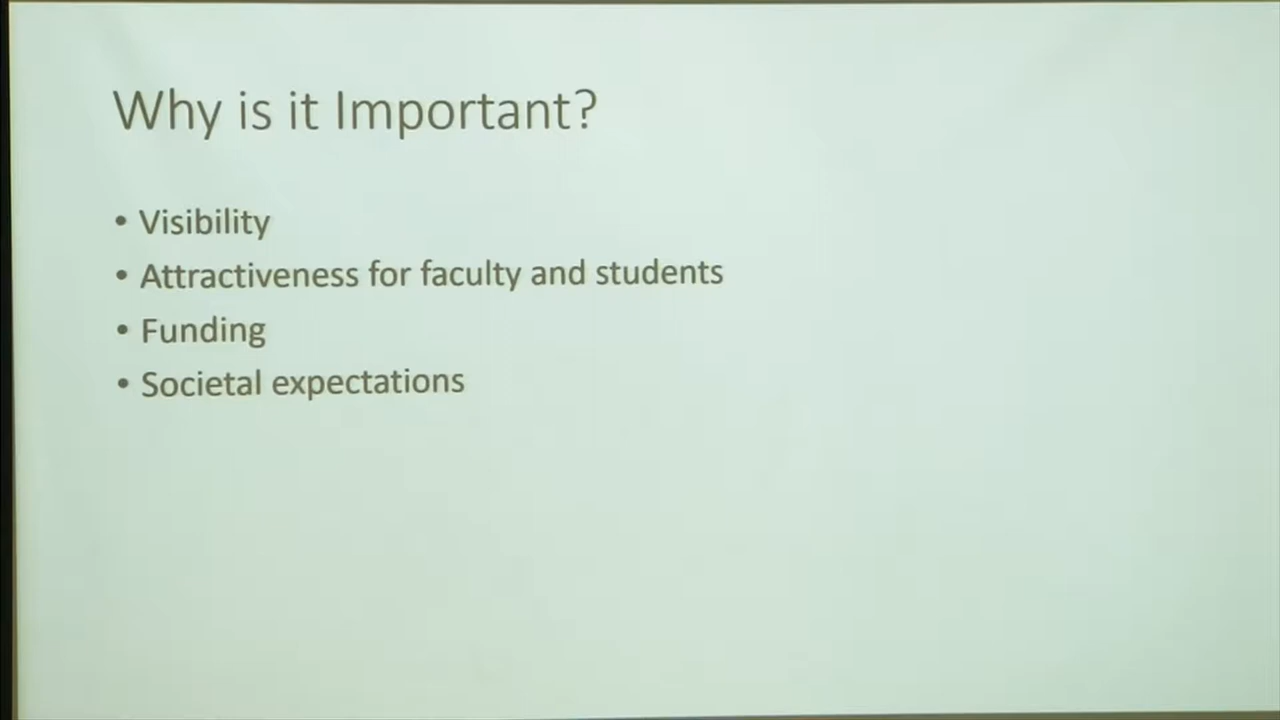 Why is it Important?
• Visibility
• Attractiveness for faculty and students
• Funding
• Societal expectations